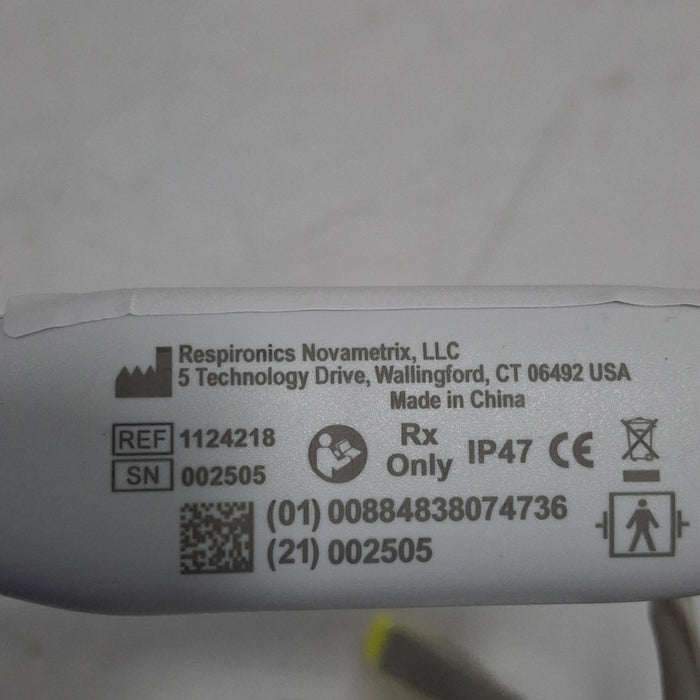 Respironics Novametrix, LLC
5 Technology Drive, Wallingford, CT 06492 USA
Made in China
REF 1124218
SN 002505
Rx
Only
IP47 CE
(01) 00884838074736
(21) 002505